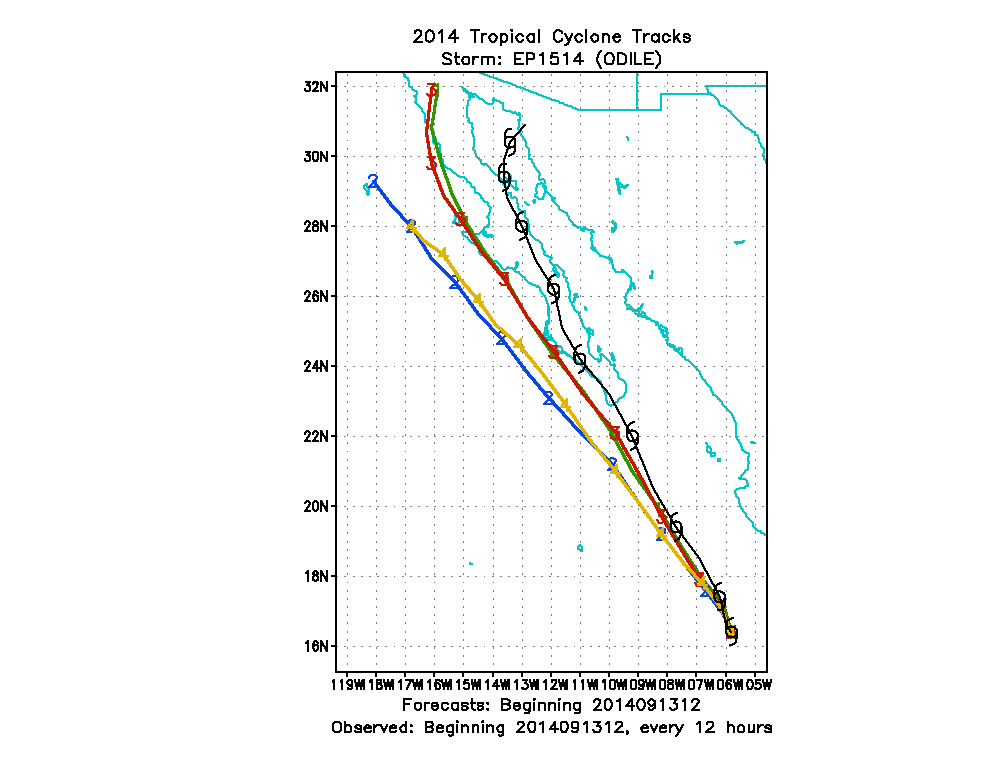 2014 Tropical Cyclone Tracks
Storm: EP1514 (ODILE)
32N
30N
28N
26N
24N
22N
20N
18N
16N
119W 118W 117W 116W 115W 114W 113W 112W 111W 110W 109W 108W 107W 106W 105W
Forecasts: Beginning 2014091312
Observed: Beginning 2014091312, every 12 hours